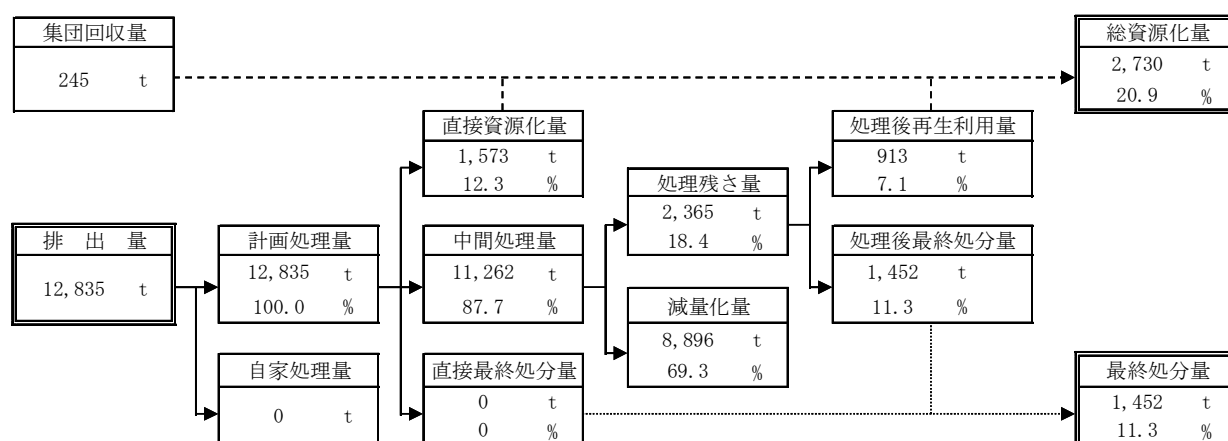 集団回収量
245 t
総資源化量
2,730 t
20.9 %
直接資源化量
1,573 t
12.3 %
処理後再生利用量
913 t
7.1 %
処理残さ量
2,365 t
18.4 %
排 出 量
12,835 t
計画処理量
12,835 t
100.0 %
中間処理量
11,262 t
87.7 %
処理後最終処分量
1,452 t
11.3 %
減量化量
8,896 t
69.3 %
自家処理量
0 t
直接最終処分量
0 t
0 %
最終処分量
1,452 t
11.3 %